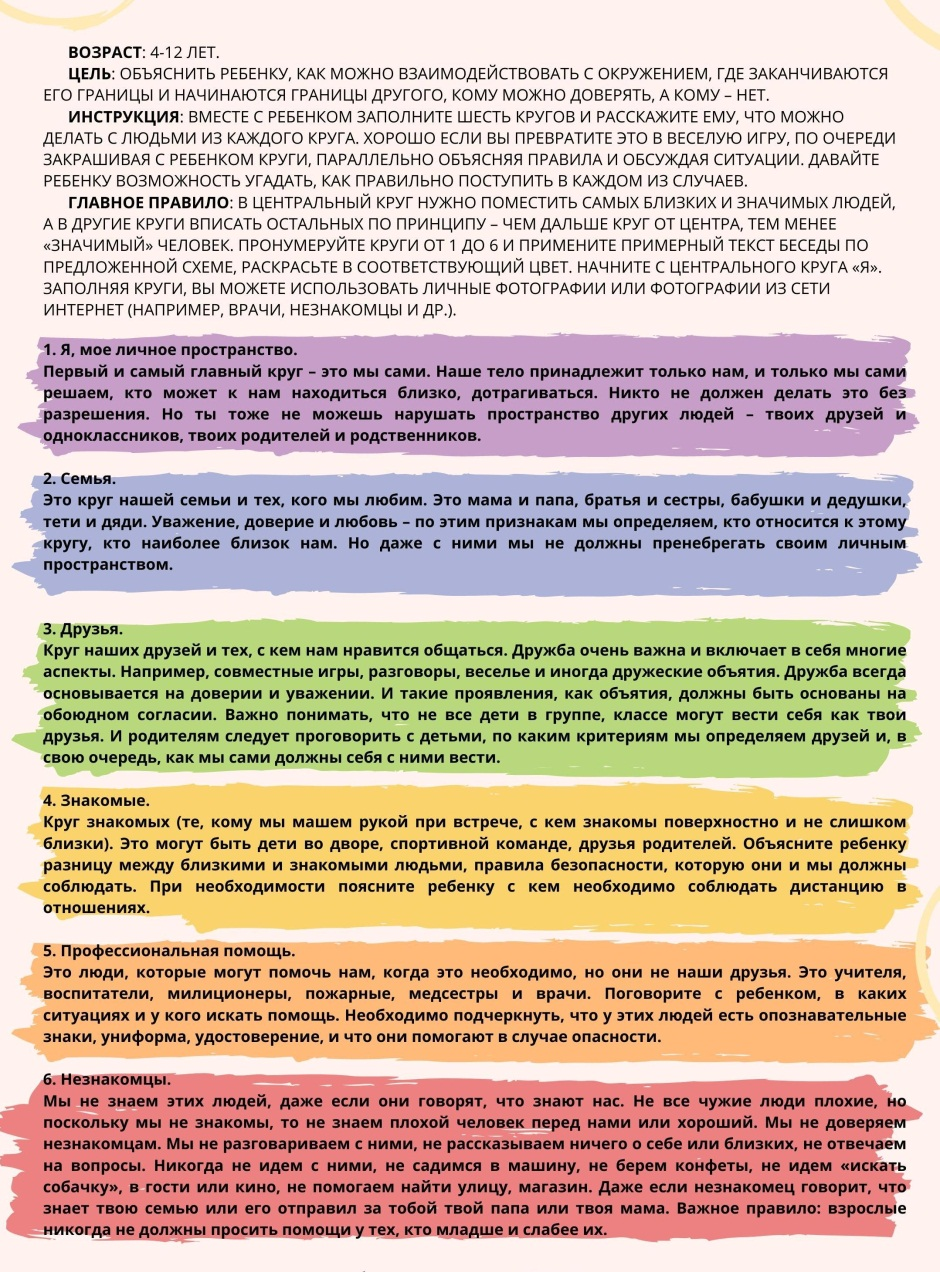 ВОЗРАСТ: 4-12 ЛЕТ.
ЦЕЛЬ: ОБЪЯСНИТЬ РЕБЕНКУ, КАК МОЖНО ВЗАИМОДЕЙСТВОВАТЬ С ОКРУЖЕНИЕМ, ГДЕ ЗАКАНЧИВАЮТСЯ
ЕГО ГРАНИЦЫ И НАЧИНАЮТСЯ ГРАНИЦЫ ДРУГОГО, КОМУ МОЖНО ДОВЕРЯТЬ, А КОМУ – НЕТ.
ИНСТРУКЦИЯ: ВМЕСТЕ С РЕБЕНКОМ ЗАПОЛНИТЕ ШЕСТЬ КРУГОВ И РАССКАЖИТЕ ЕМУ, ЧТО МОЖНО
ДЕЛАТЬ С ЛЮДЬМИ ИЗ КАЖДОГО КРУГА. ХОРОШО ЕСЛИ ВЫ ПРЕВРАТИТЕ ЭТО В ВЕСЕЛУЮ ИГРУ, ПО ОЧЕРЕДИ
ЗАКРАШИВАЯ С РЕБЕНКОМ КРУГИ, ПАРАЛЛЕЛЬНО ОБЪЯСНЯЯ ПРАВИЛА И ОБСУЖДАЯ СИТУАЦИИ. ДАВАЙТЕ
РЕБЕНКУ ВОЗМОЖНОСТЬ УГАДАТЬ, КАК ПРАВИЛЬНО ПОСТУПИТЬ В КАЖДОМ ИЗ СЛУЧАЕВ.
ГЛАВНОЕ ПРАВИЛО: В ЦЕНТРАЛЬНЫЙ КРУГ НУЖНО ПОМЕСТИТЬ САМЫХ БЛИЗКИХ И ЗНАЧИМЫХ ЛЮДЕЙ,
А В ДРУГИЕ КРУГИ ВПИСАТЬ ОСТАЛЬНЫХ ПО ПРИНЦИПУ – ЧЕМ ДАЛЬШЕ КРУГ ОТ ЦЕНТРА, ТЕМ МЕНЕЕ
«ЗНАЧИМЫЙ» ЧЕЛОВЕК. ПРОНУМЕРУЙТЕ КРУГИ ОТ 1 ДО 6 И ПРИМЕНИТЕ ПРИМЕРНЫЙ ТЕКСТ БЕСЕДЫ ПО
ПРЕДЛОЖЕННОЙ СХЕМЕ, РАСКРАСЬТЕ В СООТВЕТСТВУЮЩИЙ ЦВЕТ. НАЧНИТЕ С ЦЕНТРАЛЬНОГО КРУГА «Я».
ЗАПОЛНЯЯ КРУГИ, ВЫ МОЖЕТЕ ИСПОЛЬЗОВАТЬ ЛИЧНЫЕ ФОТОГРАФИИ ИЛИ ФОТОГРАФИИ ИЗ СЕТИ
ИНТЕРНЕТ (НАПРИМЕР, ВРАЧИ, НЕЗНАКОМЦЫ И ДР.).
1. Я, мое личное пространство.
Первый и самый главный круг – это мы сами. Наше тело принадлежит только нам, и только мы сами
решаем, кто может к нам находиться близко, дотрагиваться. Никто не должен делать это без
разрешения. Но ты тоже не можешь нарушать пространство других людей – твоих друзей и
одноклассников, твоих родителей и родственников.
2. Семья.
Это круг нашей семьи и тех, кого мы любим. Это мама и папа, братья и сестры, бабушки и дедушки,
тети и дяди. Уважение, доверие и любовь – по этим признакам мы определяем, кто относится к этому
кругу, кто наиболее близок нам. Но даже с ними мы не должны пренебрегать своим личным
пространством.
3. Друзья.
Круг наших друзей и тех, с кем нам нравится общаться. Дружба очень важна и включает в себя многие
аспекты. Например, совместные игры, разговоры, веселье и иногда дружеские объятия. Дружба всегда
основывается на доверии и уважении. И такие проявления, как объятия, должны быть основаны на
обоюдном согласии. Важно понимать, что не все дети в группе, классе могут вести себя как твои
друзья. И родителям следует проговорить с детьми, по каким критериям мы определяем друзей и, в
свою очередь, как мы сами должны себя с ними вести.
4. Знакомые.
Круг знакомых (те, кому мы машем рукой при встрече, с кем знакомы поверхностно и не слишком
близки). Это могут быть дети во дворе, спортивной команде, друзья родителей. Объясните ребенку
разницу между близкими и знакомыми людьми, правила безопасности, которую они и мы должны
соблюдать. При необходимости поясните ребенку с кем необходимо соблюдать дистанцию в
отношениях.
5. Профессиональная помощь.
Это люди, которые могут помочь нам, когда это необходимо, но они не наши друзья. Это учителя,
воспитатели, милиционеры, пожарные, медсестры и врачи. Поговорите с ребенком, в каких
ситуациях и у кого искать помощь. Необходимо подчеркнуть, что у этих людей есть опознавательные
знаки, униформа, удостоверение, и что они помогают в случае опасности.
6. Незнакомцы.
Мы не знаем этих людей, даже если они говорят, что знают нас. Не все чужие люди плохие, но
поскольку мы не знакомы, то не знаем плохой человек перед нами или хороший. Мы не доверяем
незнакомцам. Мы не разговариваем с ними, не рассказываем ничего о себе или близких, не отвечаем
на вопросы. Никогда не идем с ними, не садимся в машину, не берем конфеты, не идем «искать
собачку», в гости или кино, не помогаем найти улицу, магазин. Даже если незнакомец говорит, что
знает твою семью или его отправил за тобой твой папа или твоя мама. Важное правило: взрослые
никогда не должны просить помощи у тех, кто младше и слабее их.